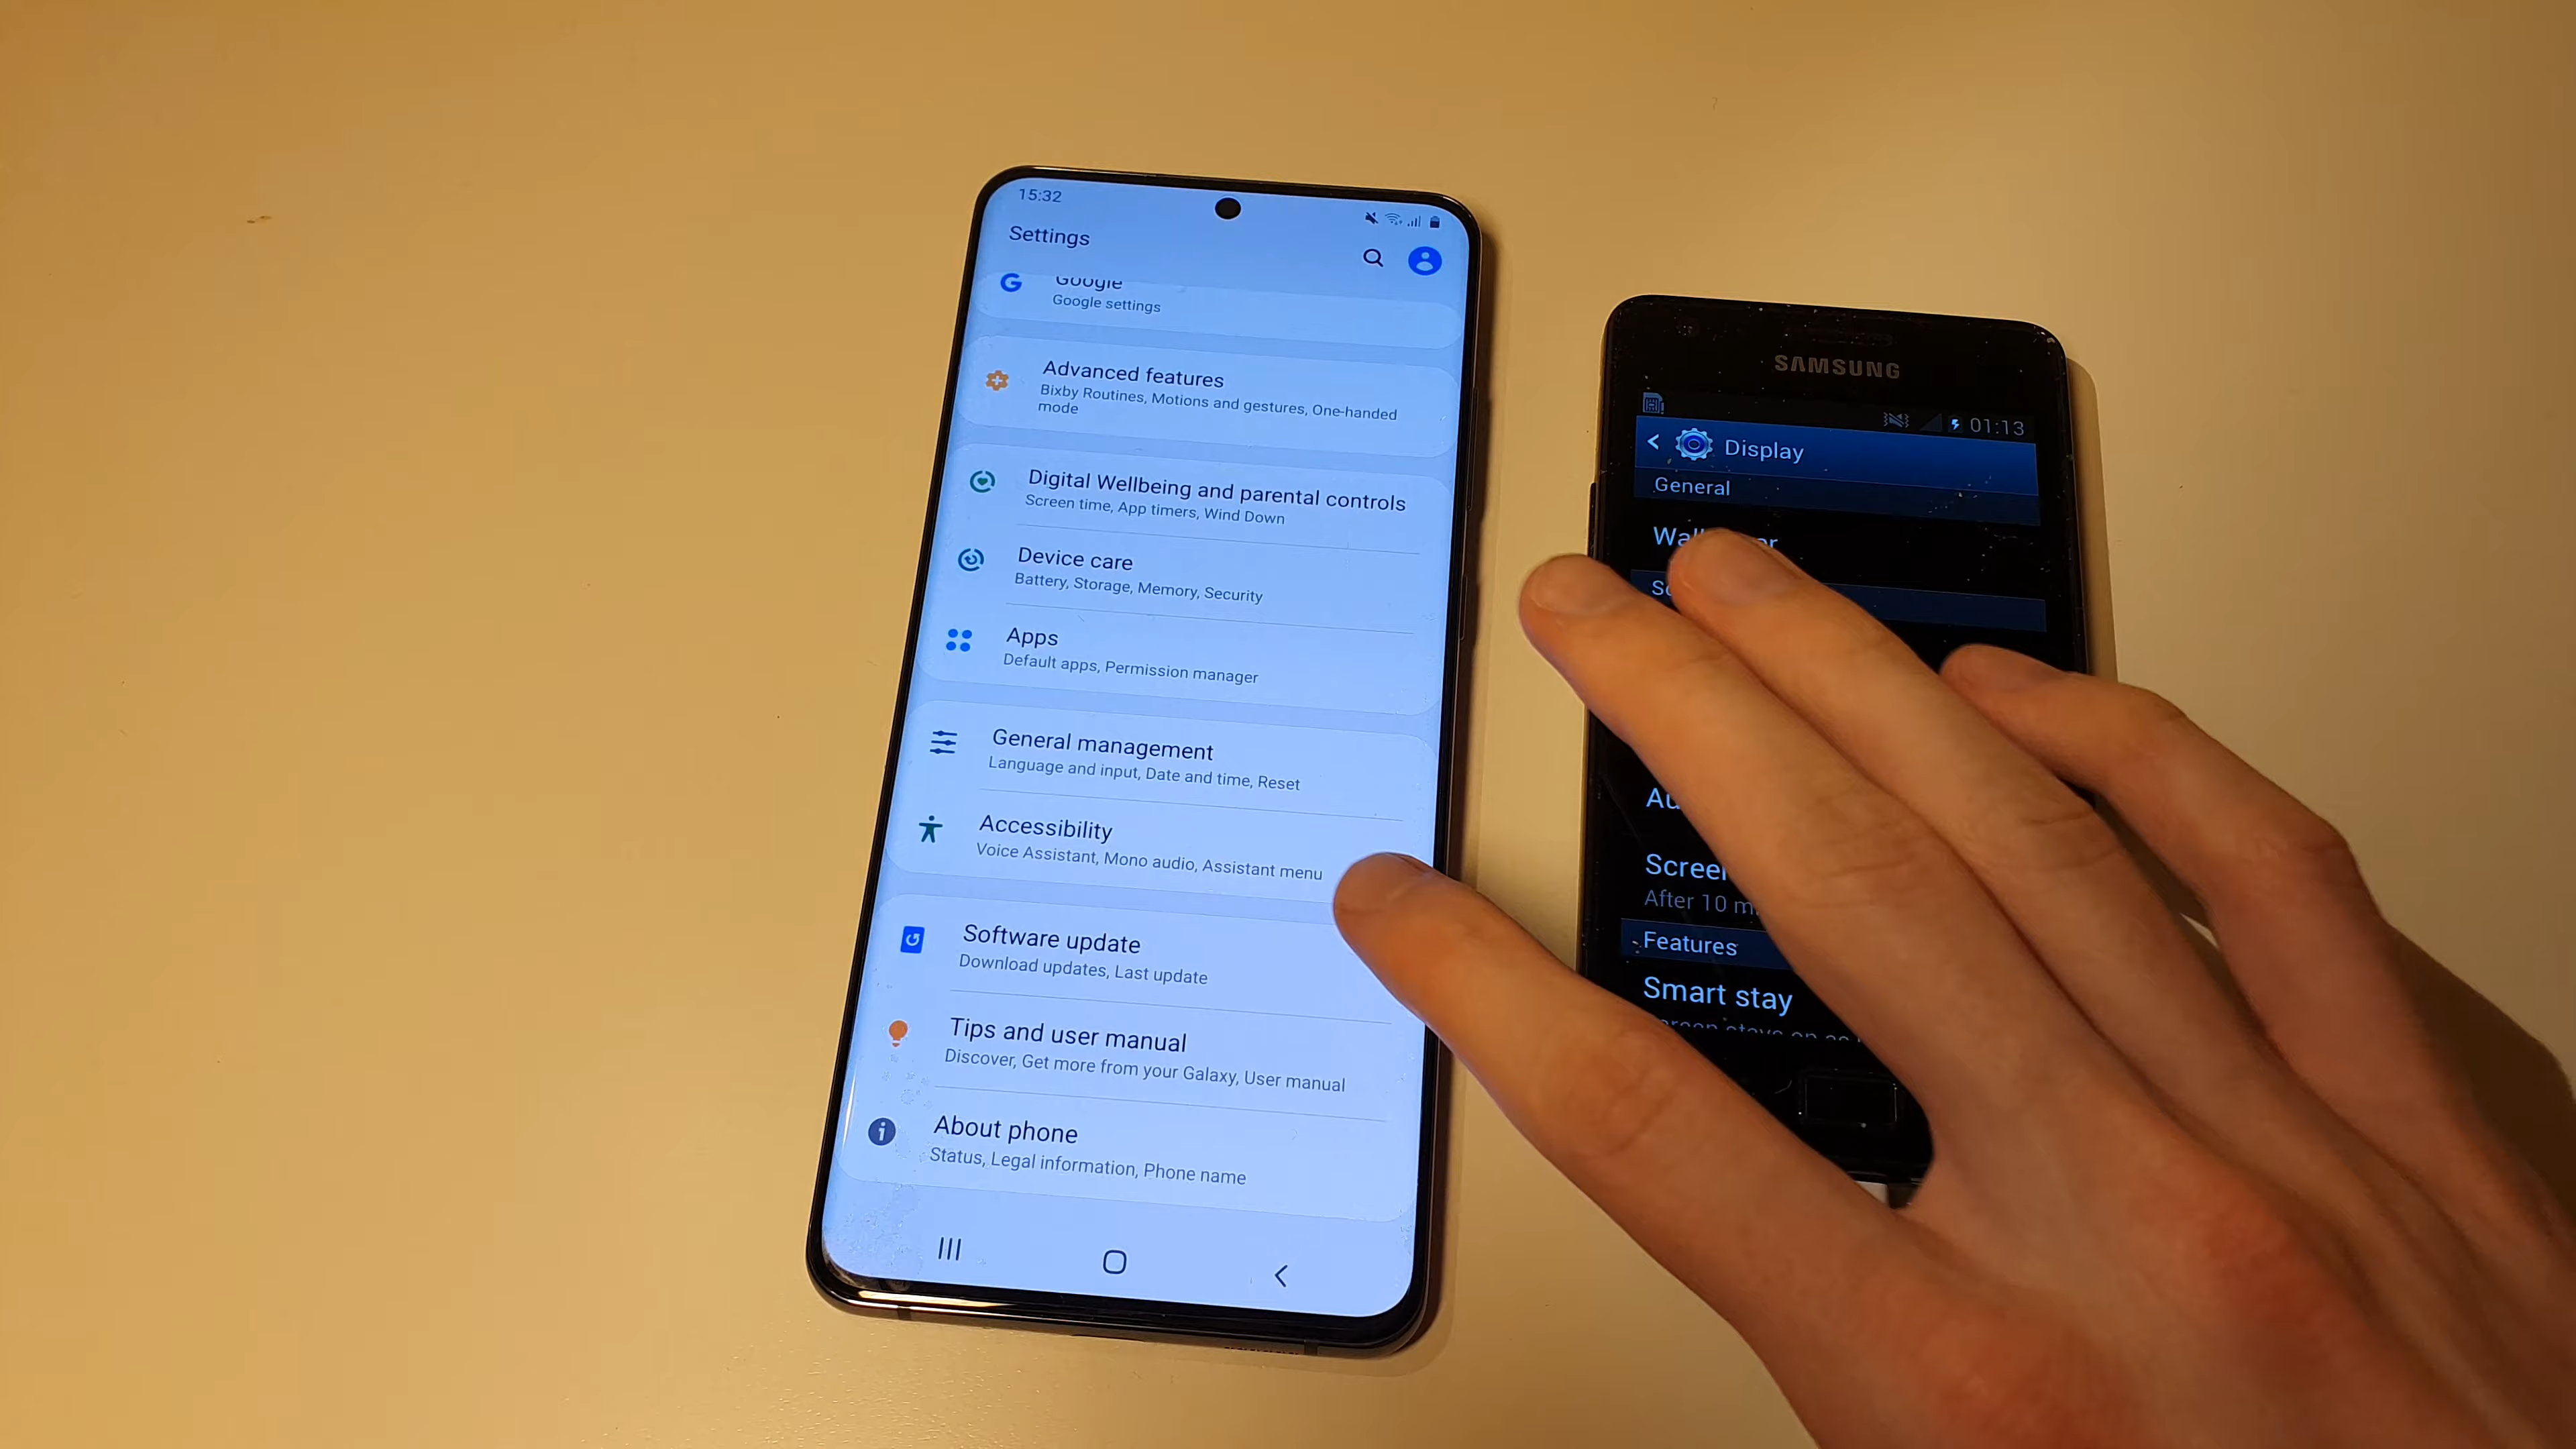 15:32
Settings
Google
Google settings
Advanced features
Bixby Routines, Motions and gestures, One-handed
mode
Digital Wellbeing and parental controls
Screen time, App timers, Wind Down
Device care
Battery, Storage, Memory, Security
Apps
Default apps, Permission manager
General management
Language and input, Date and time, Reset
Accessibility
Voice Assistant, Mono audio, Assistant menu
Software update
Download updates, Last update
Tips and user manual
Discover, Get more from your Galaxy, User manual
About phone
Status, Legal information, Phone name
SAMSUNG
01:13
Display
General
Screen
After 10
Features
Smart stay